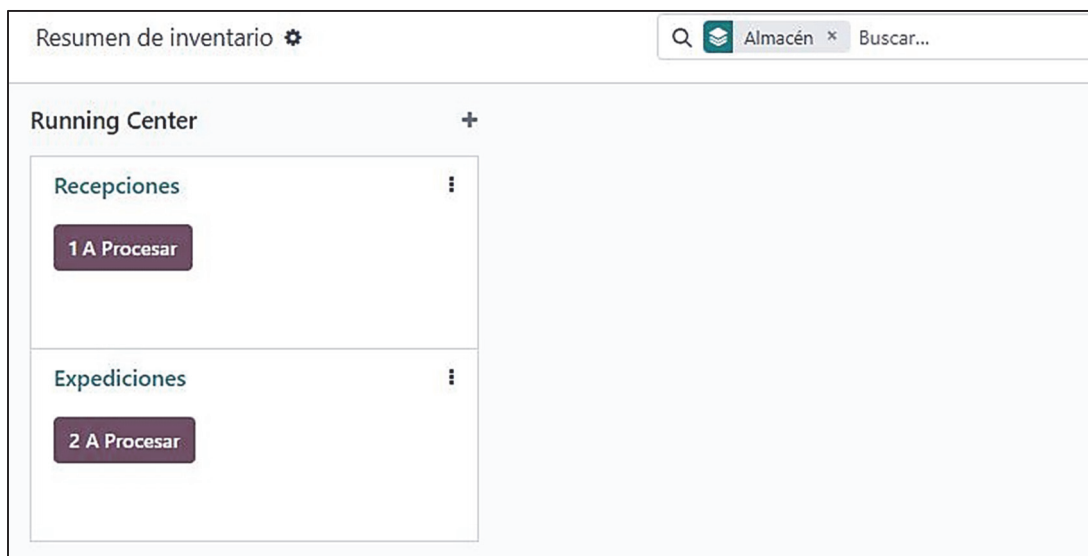 Resumen de inventario
Almacén × Buscar...
Running Center +
Recepciones
1 A Procesar
Expediciones
2 A Procesar